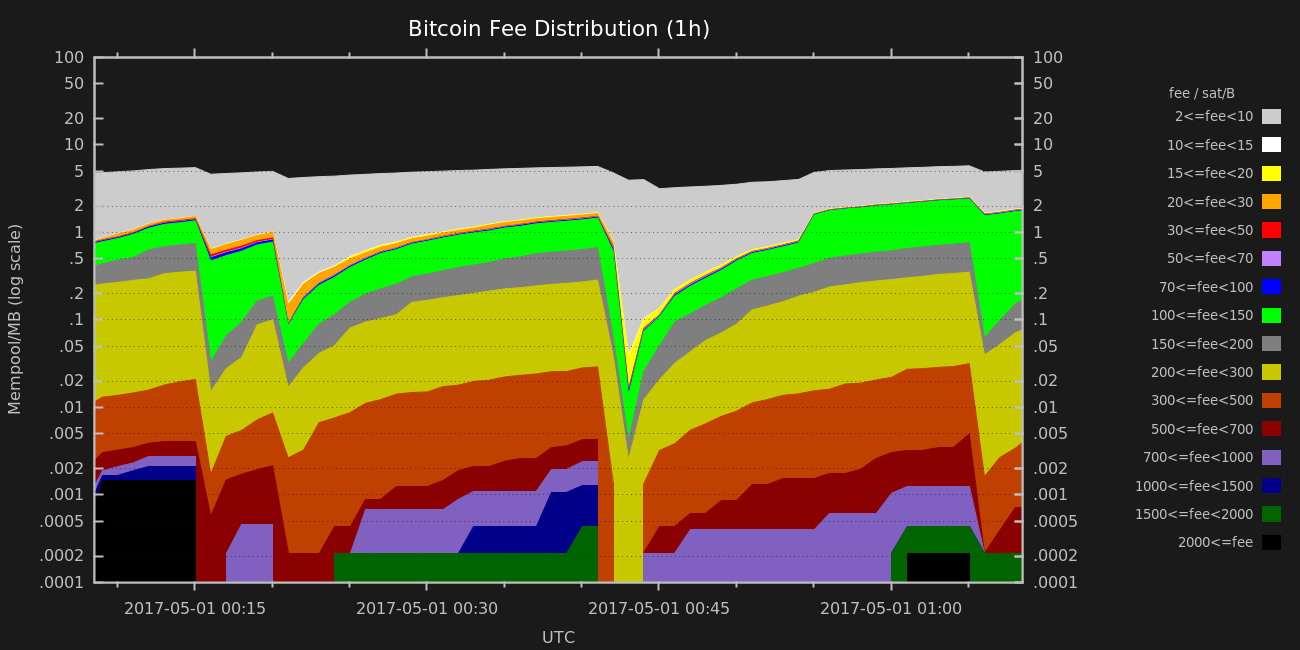 Bitcoin Fee Distribution (1h)
100
50
20
10
5
2
1
.5
.2
.1
.05
.02
.01
.005
.002
.001
.0005
.0002
.0001
Mempool/MB (log scale)
100
50
20
10
5
2
1
.5
.2
.1
.05
.02
.01
.005
.002
.001
.0005
.0002
.0001
2017-05-01 00:15
2017-05-01 00:30
2017-05-01 00:45
2017-05-01 01:00
UTC
fee / sat/B
2<=fee<10
10<=fee<15
15<=fee<20
20<=fee<30
30<=fee<50
50<=fee<70
70<=fee<100
100<=fee<150
150<=fee<200
200<=fee<300
300<=fee<500
500<=fee<700
700<=fee<1000
1000<=fee<1500
1500<=fee<2000
2000<=fee